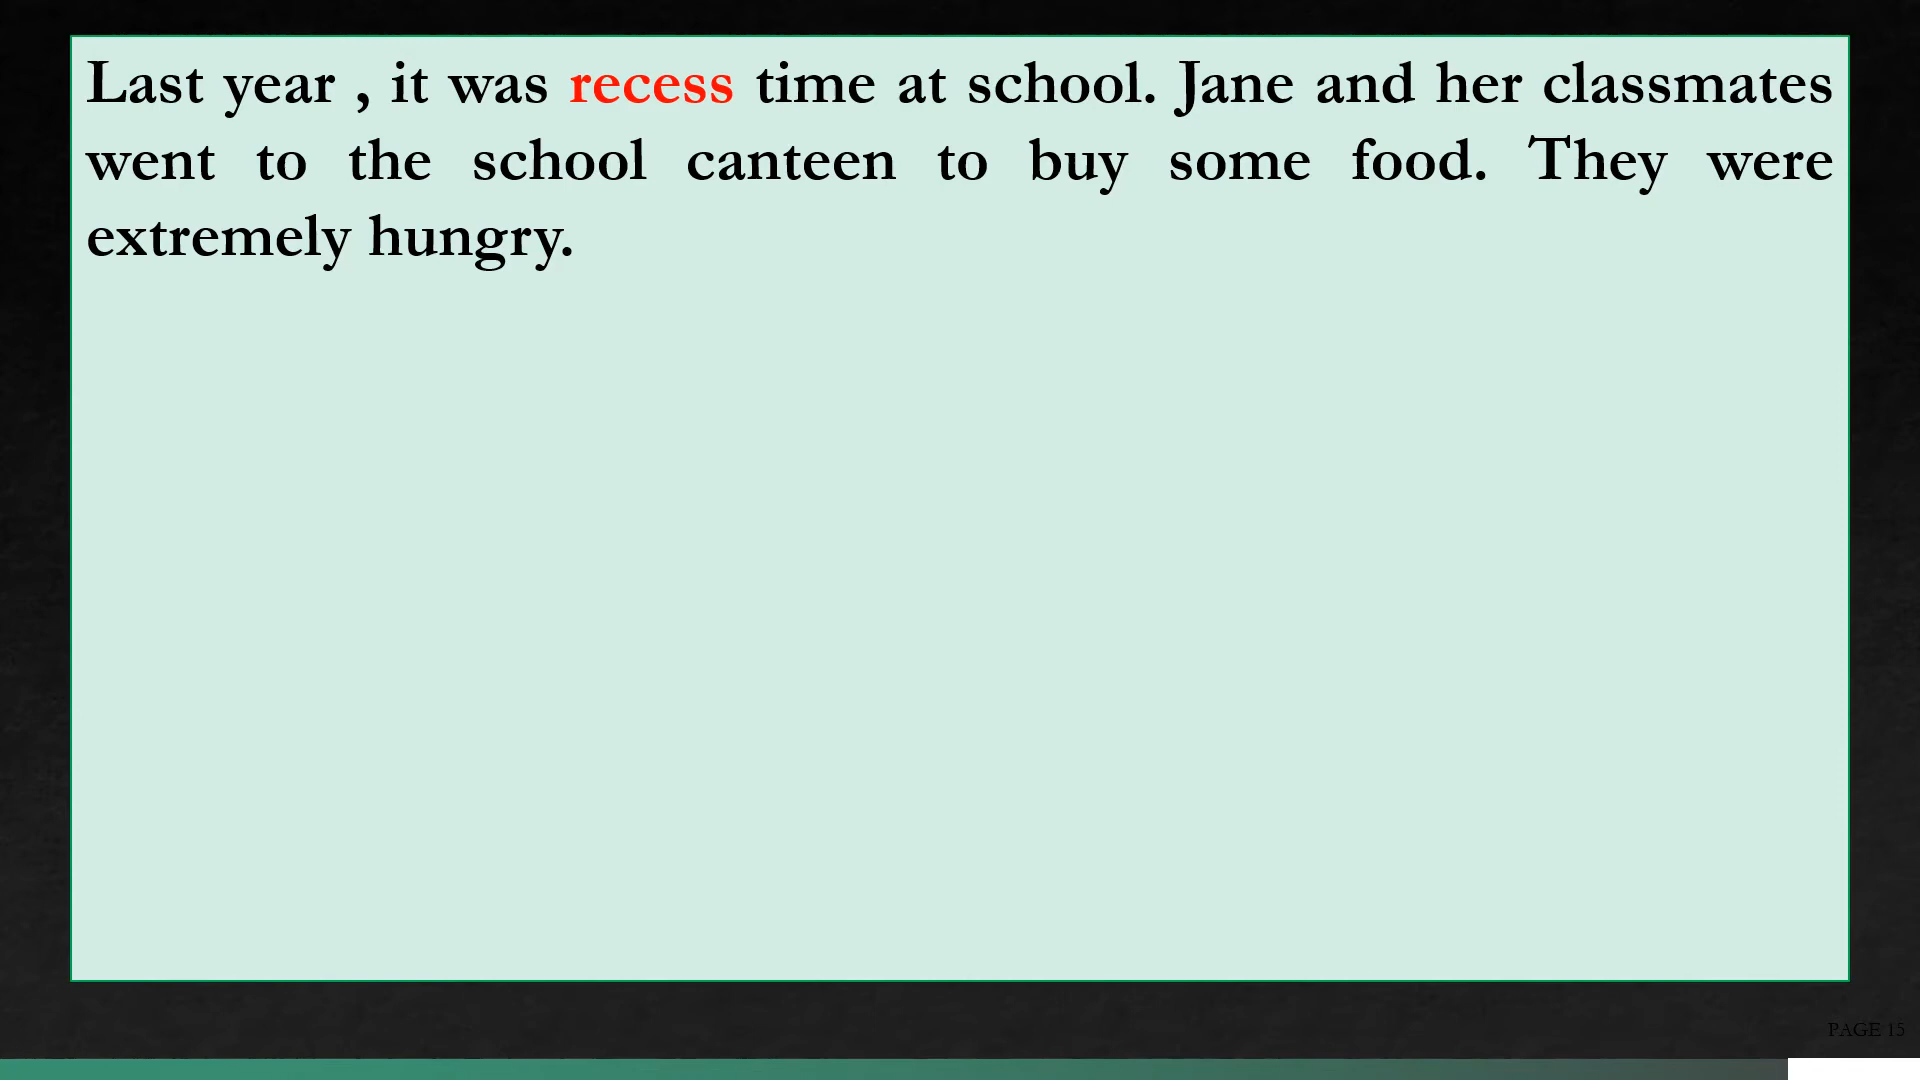 Last year , it was recess time at school. Jane and her classmates
went to the school canteen to buy some food. They were
extremely hungry.
PAGE 15